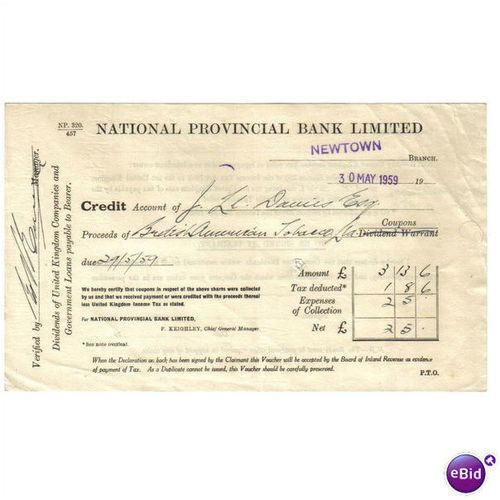 NP. 320.
457
NATIONAL PROVINCIAL BANK LIMITED
NEWTOWN
BRANCH.
30 MAY 1959 19
Credit Account of J. Ll. Davies Esq
Coupons
Proceeds of British American Tobacco Dividend Warrant
due 29/5/59.
Amount £ 3 13 6
Tax deducted* 1 8 6
Expenses of Collection
2 5
Net £ 2 5
We hereby certify that coupons in respect of the above shares were collected
by us and that we received payment or were credited with the proceeds thereof
less United Kingdom Income Tax as stated.
For NATIONAL PROVINCIAL BANK LIMITED,
F. KEIGHLEY, Chief General Manager.
* See note overleaf.
When the Declaration on back has been signed by the Claimant this Voucher will be accepted by the Board of Inland Revenue as evidence
of payment of Tax. As a Duplicate cannot be issued, this Voucher should be carefully preserved.
P.T.O.
Verified by Manager.
Dividends of United Kingdom Companies and
Government Loans payable to Bearer.
eBid